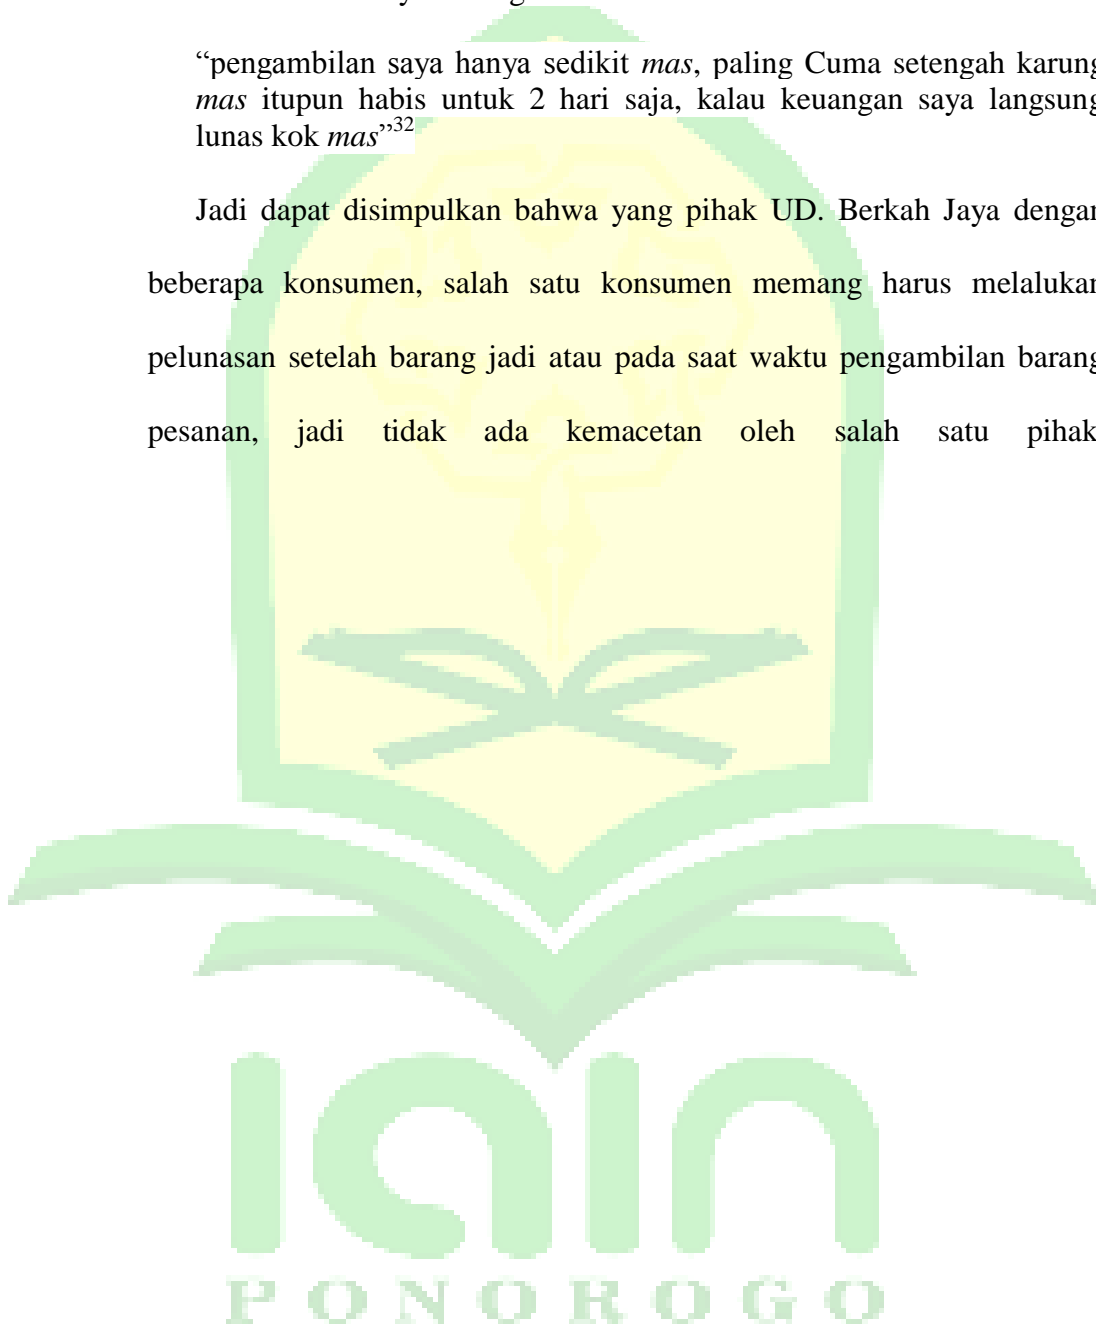 “pengambilan saya hanya sedikit mas, paling Cuma setengah karung
mas itupun habis untuk 2 hari saja, kalau keuangan saya langsung
lunas kok mas”32
Jadi dapat disimpulkan bahwa yang pihak UD. Berkah Jaya dengan
beberapa konsumen, salah satu konsumen memang harus melalukan
pelunasan setelah barang jadi atau pada saat waktu pengambilan barang
pesanan, jadi tidak ada kemacetan oleh salah satu pihak
iain
PONOROGO